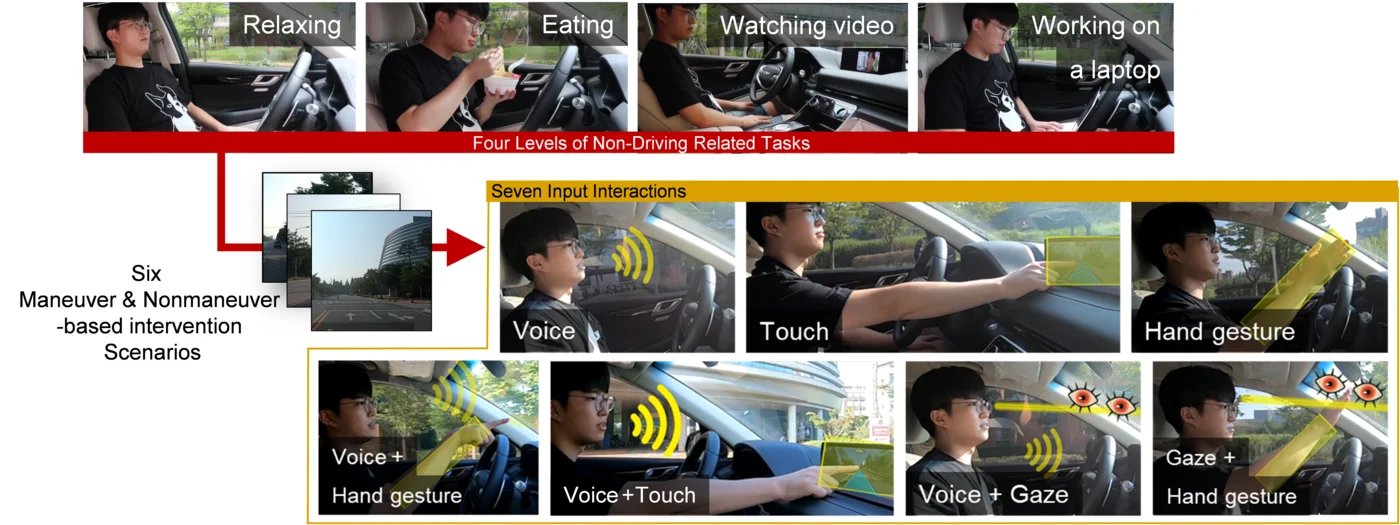 Relaxing
Eating
Watching video
Working on
a laptop
Four Levels of Non-Driving Related Tasks
Seven Input Interactions
Six
Maneuver & Nonmaneuver
-based intervention
Scenarios
Voice
Touch
Hand gesture
Voice +
Hand gesture
Voice+Touch
Voice + Gaze
Gaze +
Hand gesture